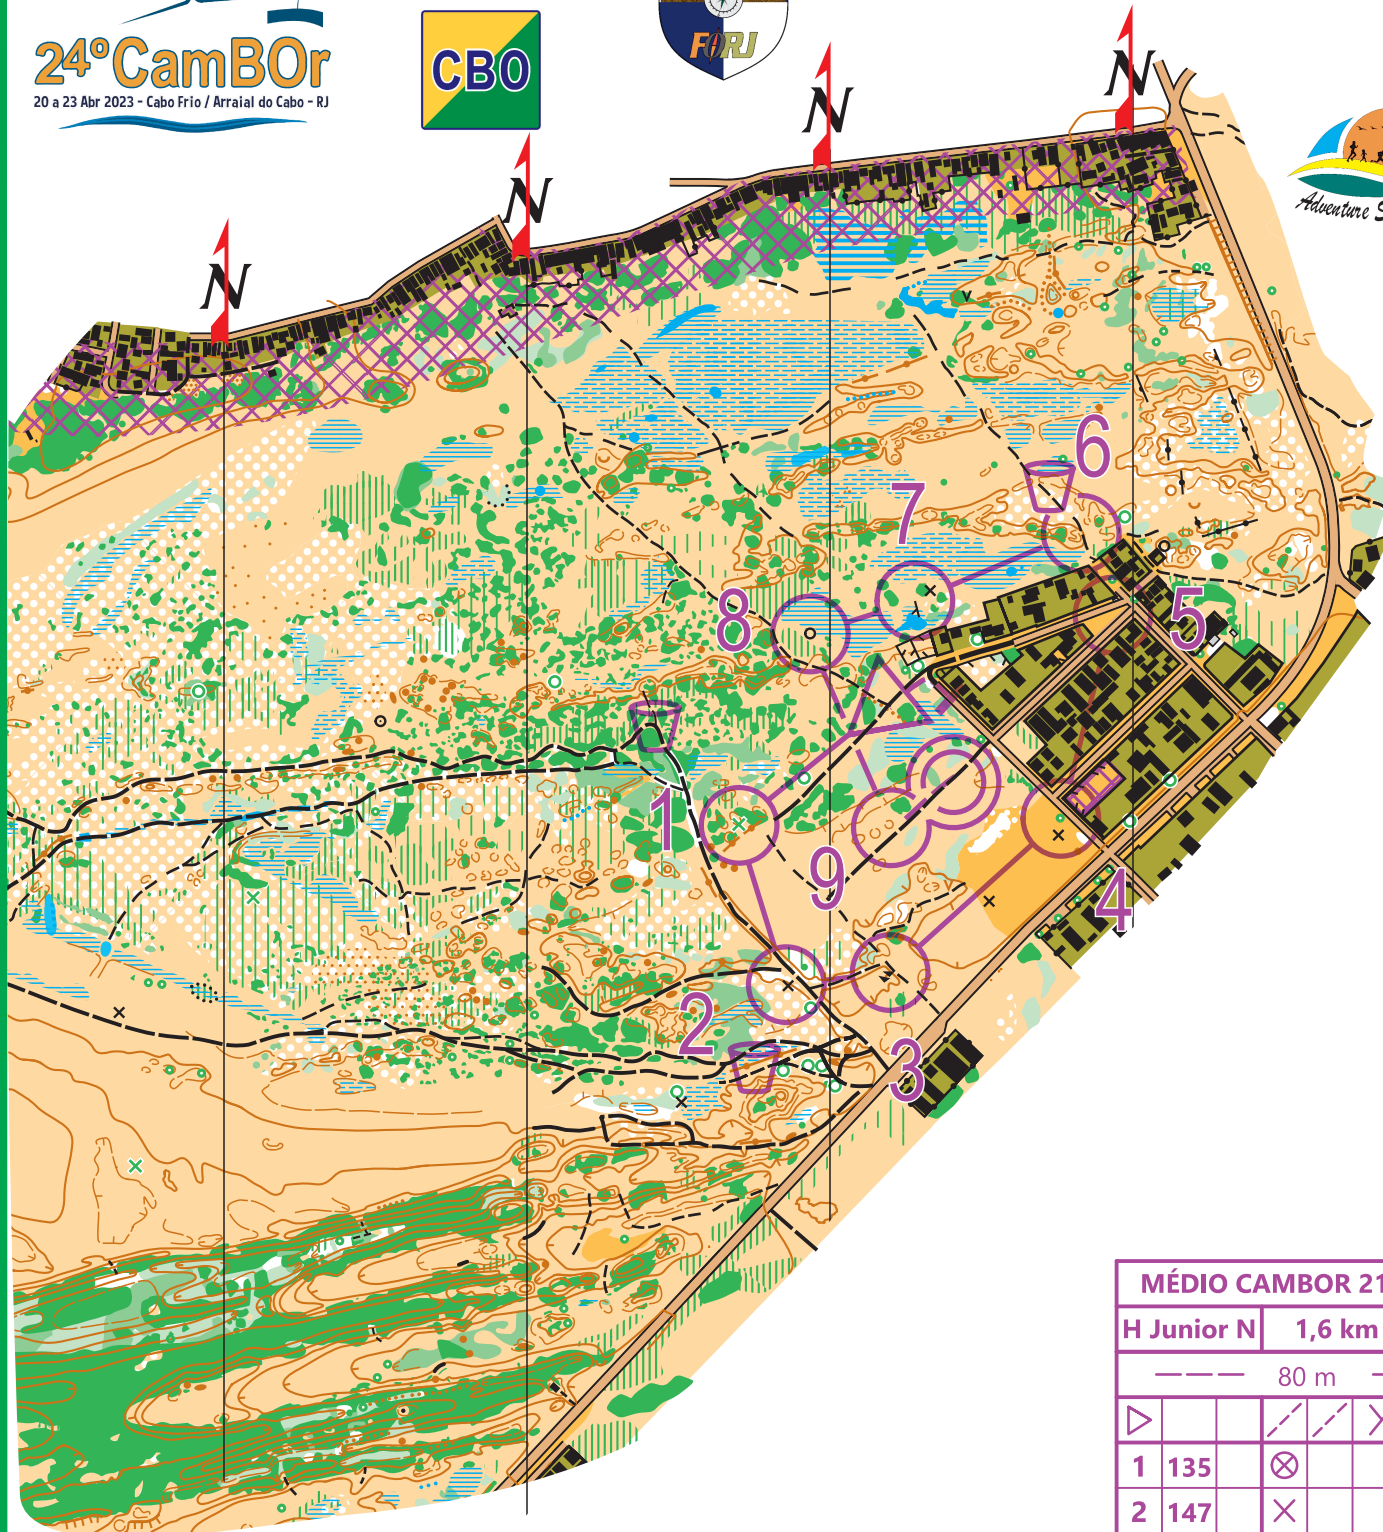 24ºCamBOr
20 a 23 Abr 2023 - Cabo Frio / Arraial do Cabo - RJ
CBO
FORJ
N
N
N
N
Adventure S
6
7
5
8
1
9
4
2
3
MÉDIO CAMBOR 21
H Junior N 1,6 km
80 m
1 135
2 147